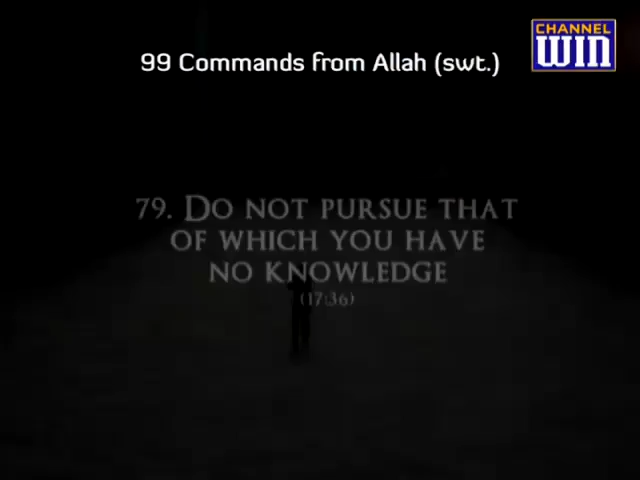 CHANNEL
WIN
99 Commands from Allah (swt.)
79. DO NOT PURSUE THAT
OF WHICH YOU HAVE
NO KNOWLEDGE
(17:36)